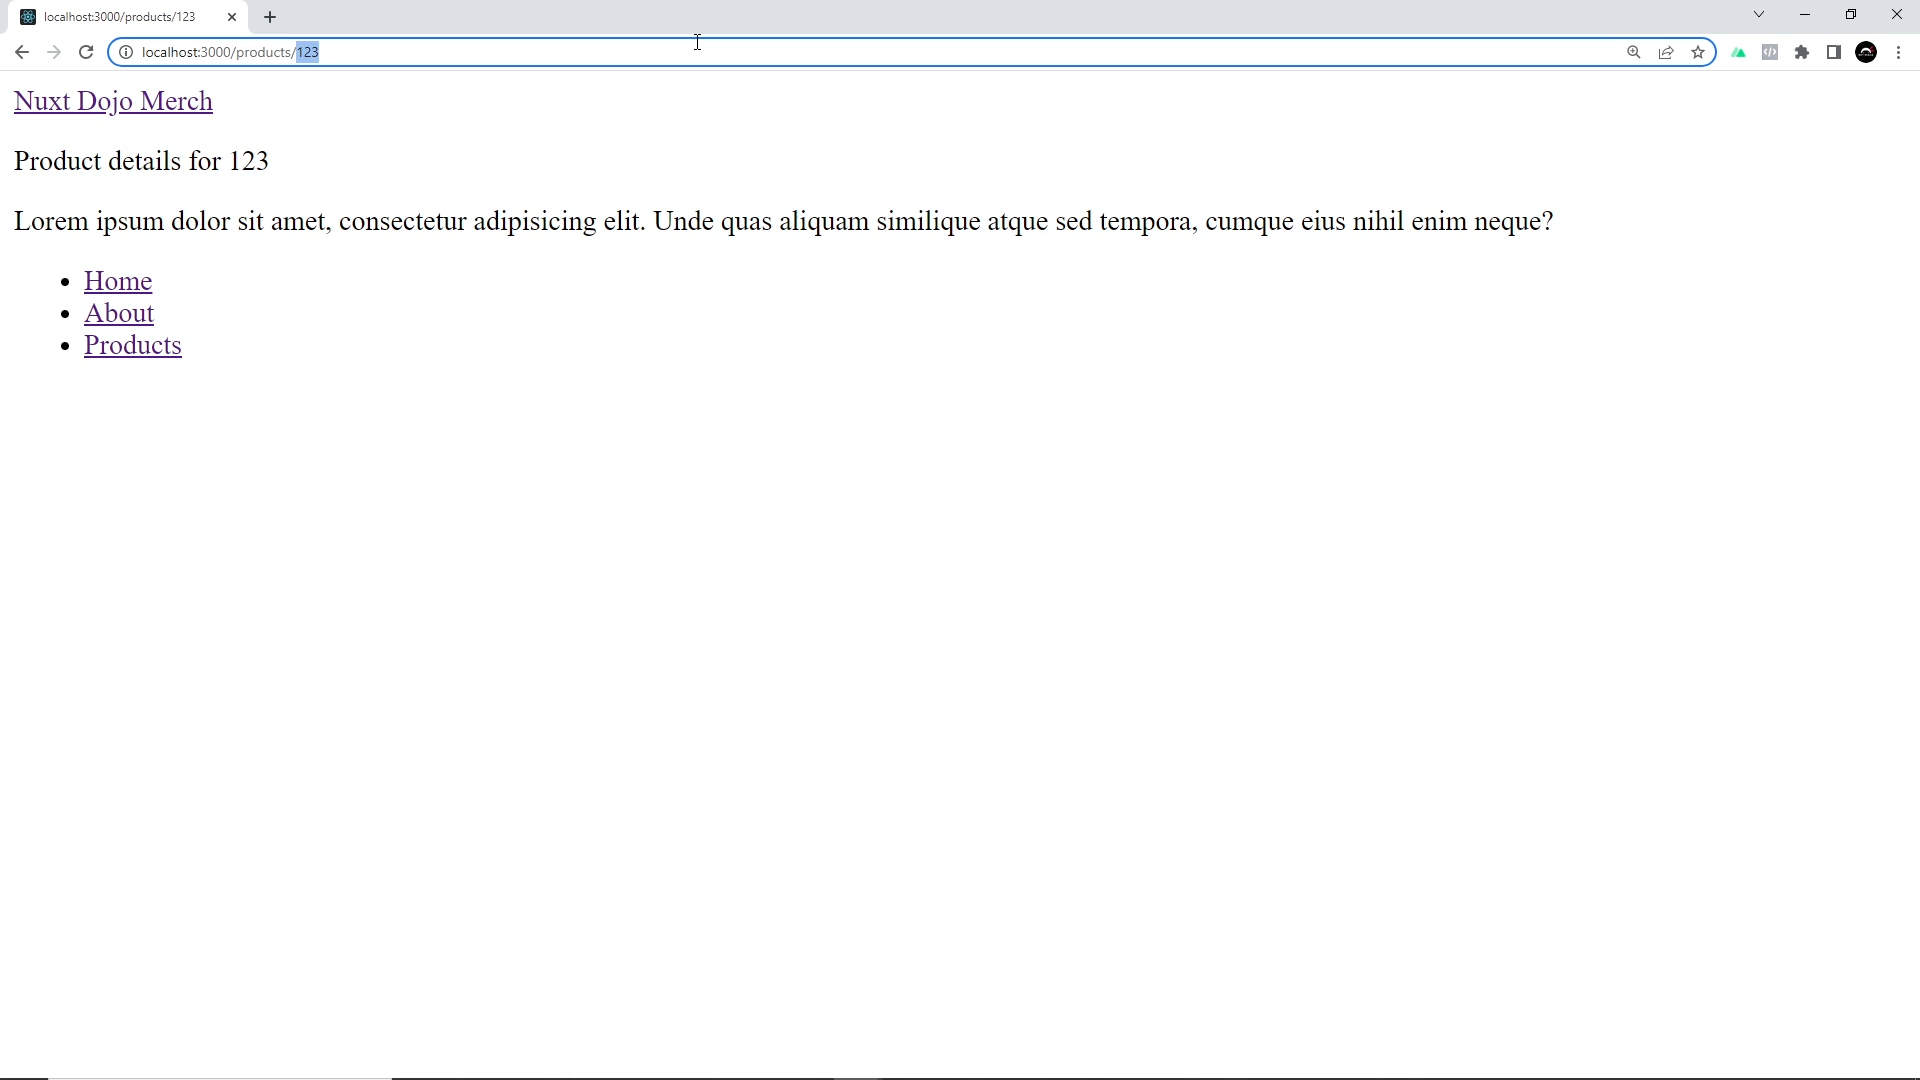 localhost:3000/products/123
localhost:3000/products/123
Nuxt Dojo Merch
Product details for 123
Lorem ipsum dolor sit amet, consectetur adipisicing elit. Unde quas aliquam similique atque sed tempora, cumque eius nihil enim neque?
Home
About
Products